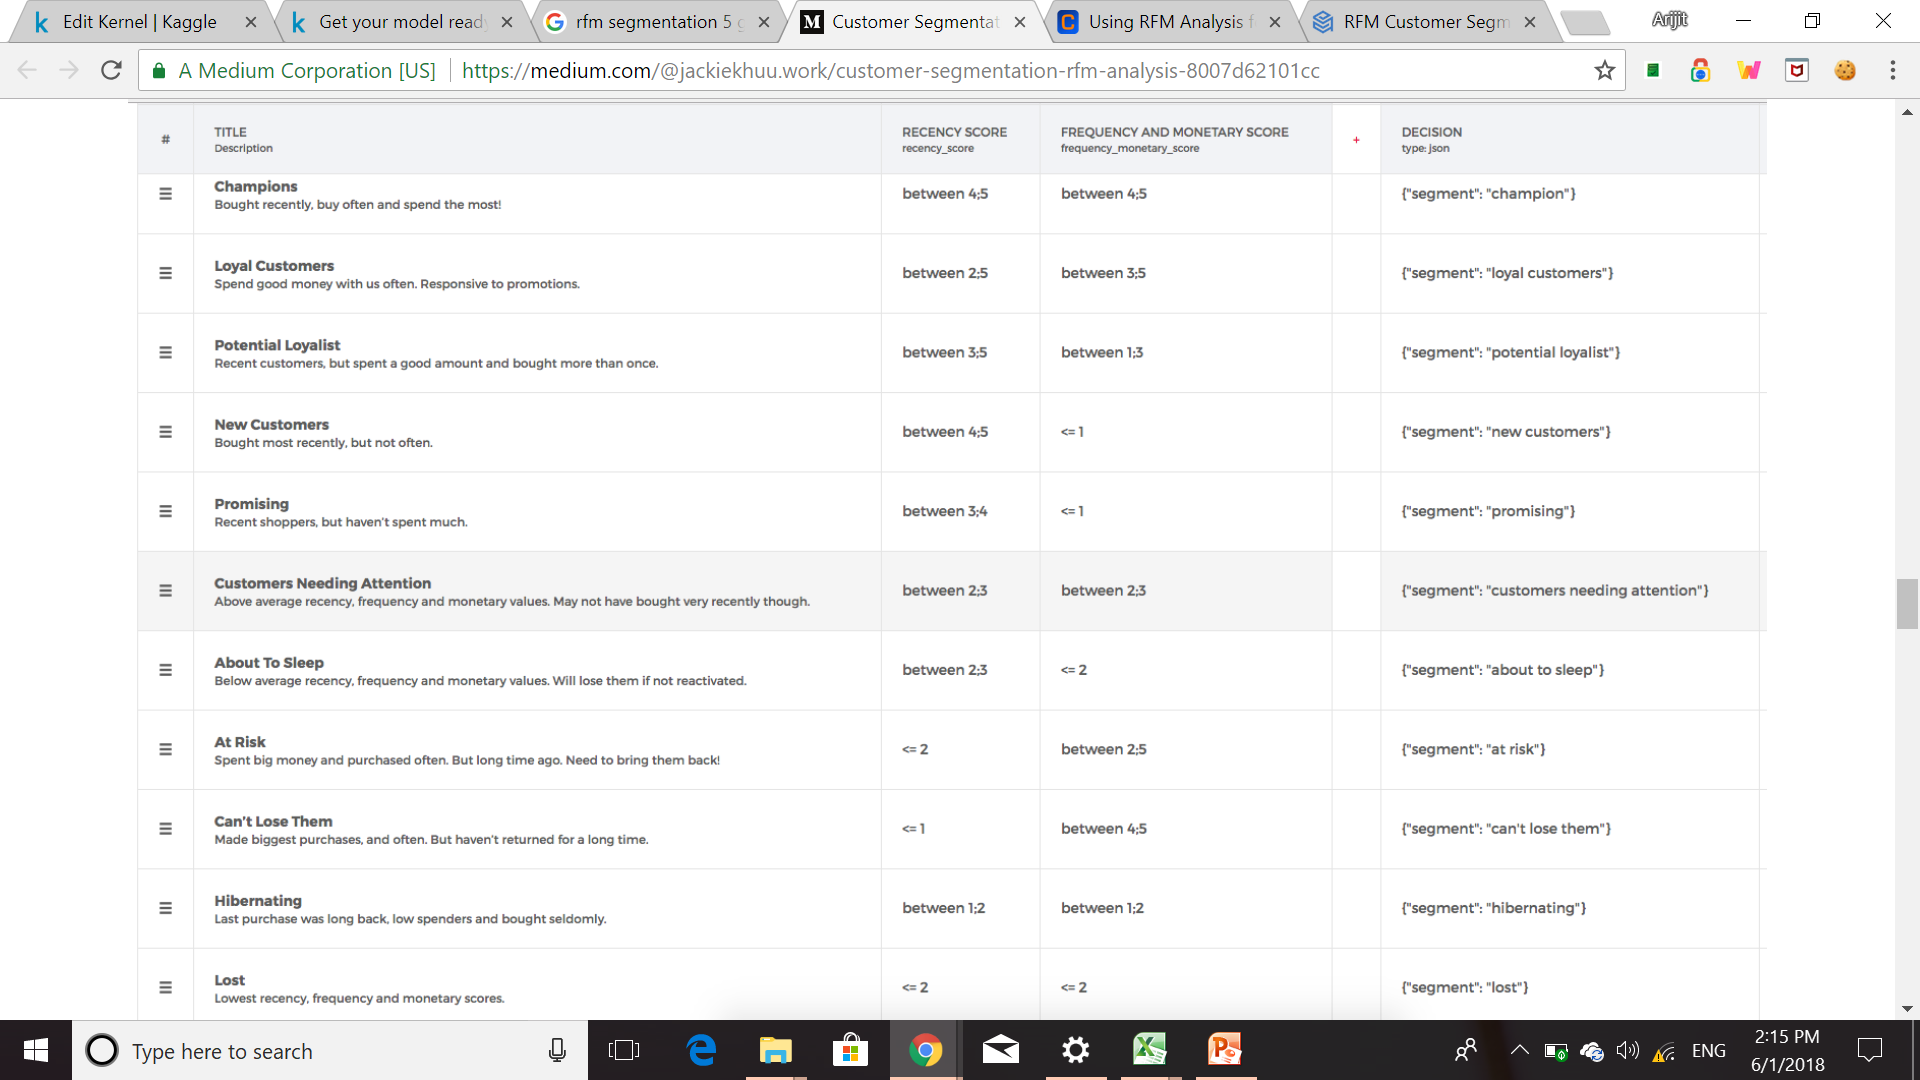 Edit Kernel | Kaggle
Get your model read
rfm segmentation 5 g
Customer Segmentat
Using RFM Analysis f
RFM Customer Segm
Arijit
A Medium Corporation [US]
https://medium.com/@jackiekhuu.work/customer-segmentation-rfm-analysis-8007d62101cc
# TITLE RECENCY SCORE FREQUENCY AND MONETARY SCORE + DECISION
Description recency_score frequency_monetary_score type: json
Champions
Bought recently, buy often and spend the most!
between 4;5 between 4;5 {"segment": "champion"}
Loyal Customers
Spend good money with us often. Responsive to promotions.
between 2;5 between 3;5 {"segment": "loyal customers"}
Potential Loyalist
Recent customers, but spent a good amount and bought more than once.
between 3;5 between 1;3 {"segment": "potential loyalist"}
New Customers
Bought most recently, but not often.
between 4;5 <= 1 {"segment": "new customers"}
Promising
Recent shoppers, but haven't spent much.
between 3;4 <= 1 {"segment": "promising"}
Customers Needing Attention
Above average recency, frequency and monetary values. May not have bought very recently though.
between 2;3 between 2;3 {"segment": "customers needing attention"}
About To Sleep
Below average recency, frequency and monetary values. Will lose them if not reactivated.
between 2;3 <= 2 {"segment": "about to sleep"}
At Risk
Spent big money and purchased often. But long time ago. Need to bring them back!
<= 2 between 2;5 {"segment": "at risk"}
Can't Lose Them
Made biggest purchases, and often. But haven't returned for a long time.
<= 1 between 4;5 {"segment": "can't lose them"}
Hibernating
Last purchase was long back, low spenders and bought seldomly.
between 1;2 between 1;2 {"segment": "hibernating"}
Lost
Lowest recency, frequency and monetary scores.
<= 2 <= 2 {"segment": "lost"}
Type here to search
ENG
2:15 PM
6/1/2018